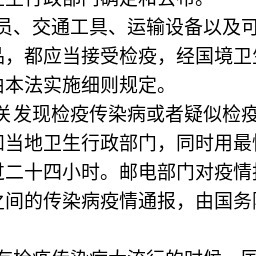 卫生行政部门确定和公布。
员、交通工具、运输设备以及可
品，都应当接受检疫，经国境卫生
由本法实施细则规定。
关发现检疫传染病或者疑似检疫
知当地卫生行政部门，同时用最快
过二十四小时。邮电部门对疫情报
之间的传染病疫情通报，由国务院